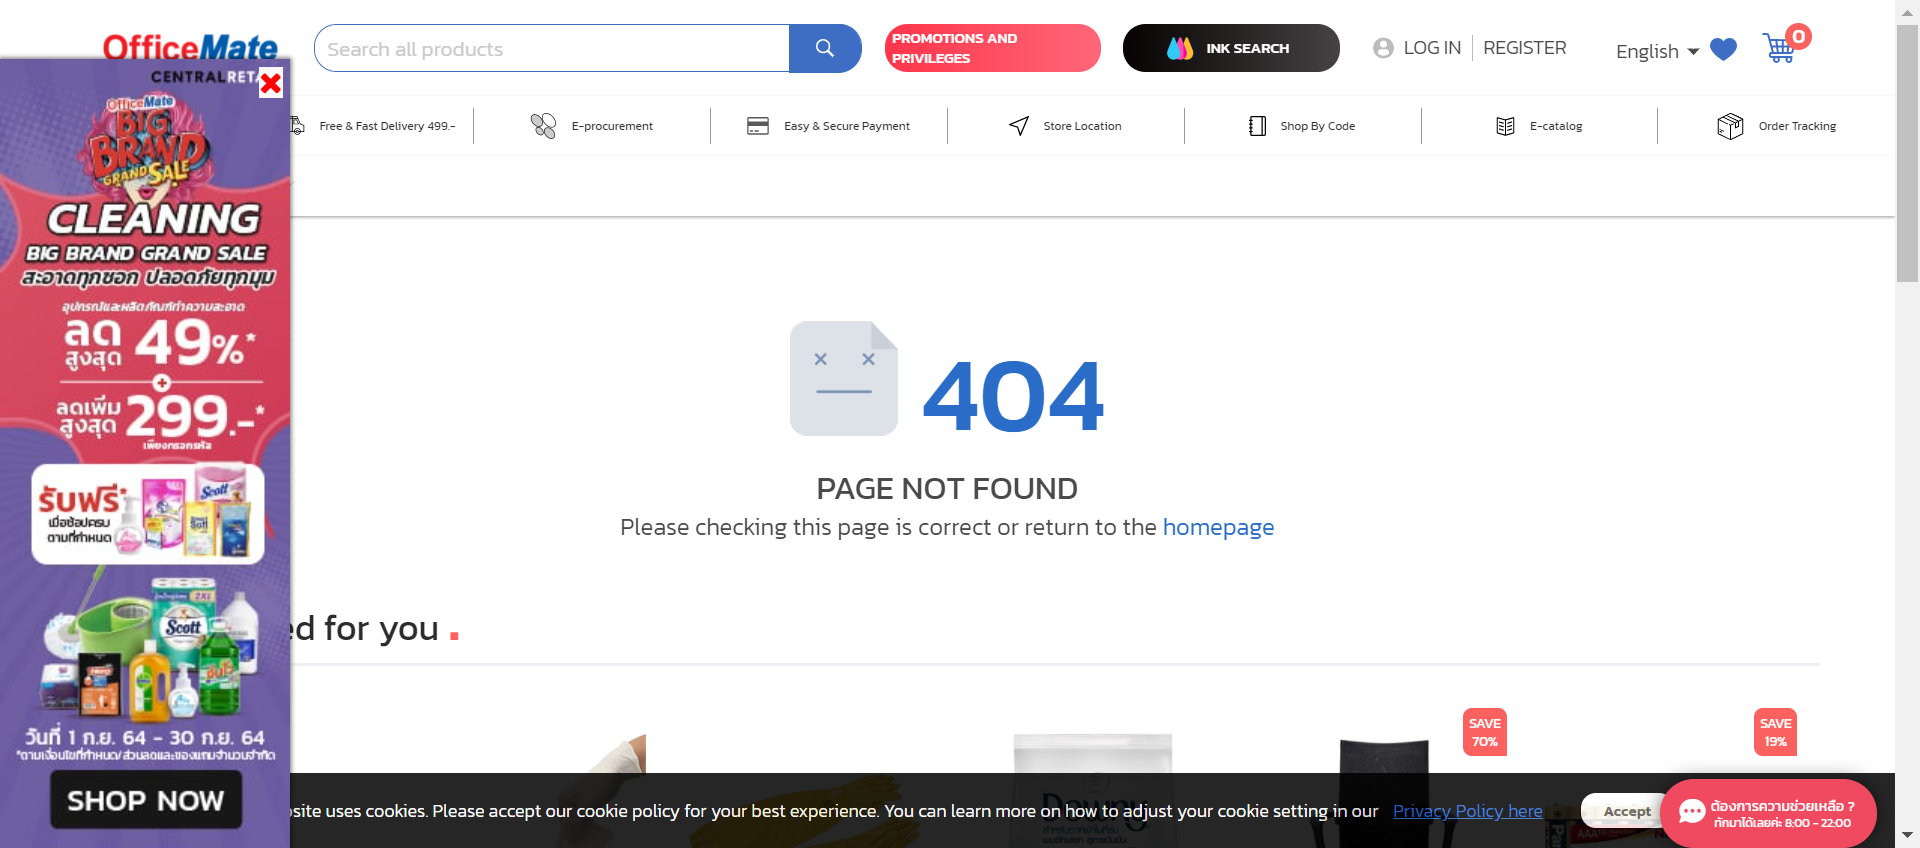 OfficeMate
Search all products
PROMOTIONS AND
PRIVILEGES
INK SEARCH
LOG IN
REGISTER
English
0
CENTRALRETA
Free & Fast Delivery 499.-
E-procurement
Easy & Secure Payment
Store Location
Shop By Code
E-catalog
Order Tracking
OfficeMate
BIG
BRAND
GRAND SALE
CLEANING
BIG BRAND GRAND SALE
สะอาดทุกซอก ปลอดภัยทุกมุม
อุปกรณ์และผลิตภัณฑ์ทำความสะอาด
ลด
สูงสุด
49%*
ลดเพิ่ม
สูงสุด
299.-*
เพียงกรอกรหัส
รับฟรี*
เมื่อช้อปครบ
ตามที่กำหนด
Scott
Scott
วันที่ 1 ก.ย. 64 - 30 ก.ย. 64
*ตามเงื่อนไขที่กำหนด/ส่วนลดและของแถมจำนวนจำกัด
SHOP NOW
404
PAGE NOT FOUND
Please checking this page is correct or return to the homepage
ed for you .
SAVE
70%
SAVE
19%
Downy
site uses cookies. Please accept our cookie policy for your best experience. You can learn more on how to adjust your cookie setting in our Privacy Policy here
Accept
ต้องการความช่วยเหลือ ?
ทักมาได้เลยค่ะ 8:00 - 22:00